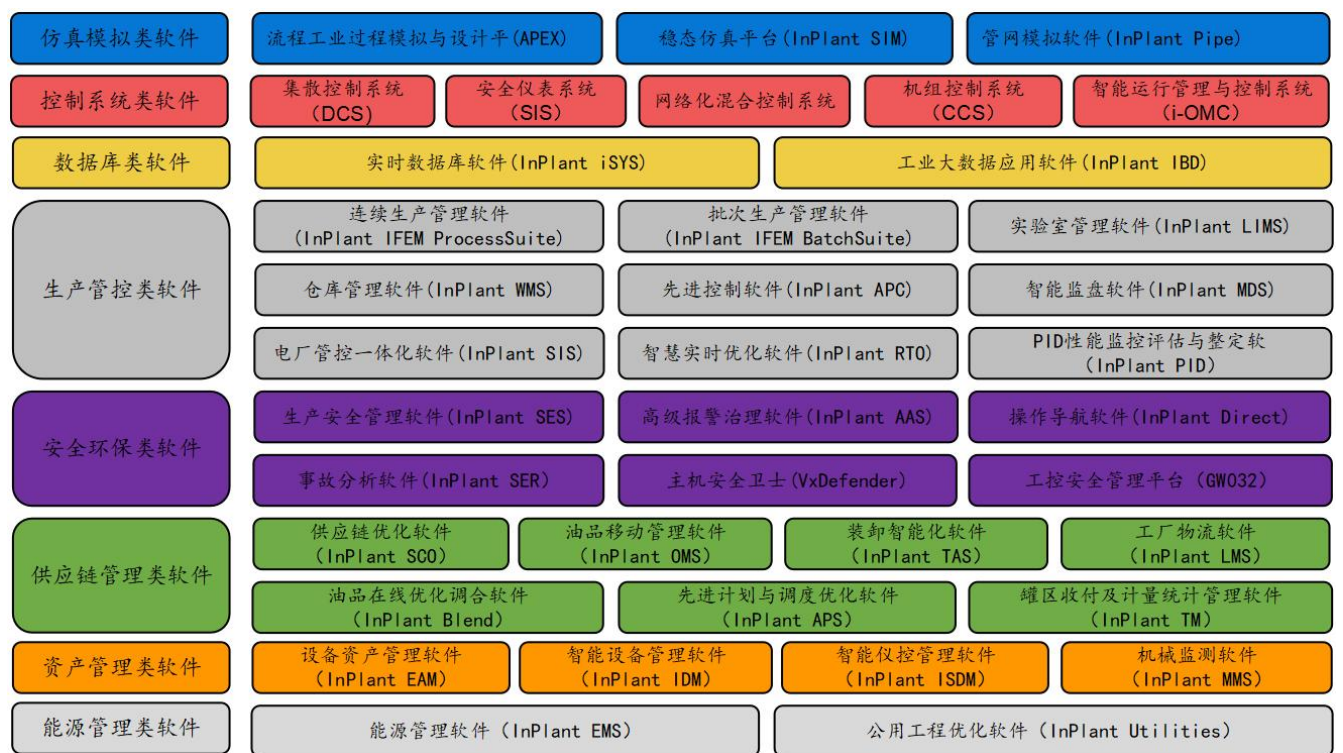 仿真模拟类软件
流程工业过程模拟与设计平(APEX)
稳态仿真平台(InPlant SIM)
管网模拟软件(InPlant Pipe)
控制系统类软件
集散控制系统
(DCS)
安全仪表系统
(SIS)
网络化混合控制系统
机组控制系统
(CCS)
智能运行管理与控制系统
(i-OMC)
数据库类软件
实时数据库软件(InPlant iSYS)
工业大数据应用软件(InPlant IBD)
生产管控类软件
连续生产管理软件
(InPlant IFEM ProcessSuite)
批次生产管理软件
(InPlant IFEM BatchSuite)
实验室管理软件(InPlant LIMS)
仓库管理软件(InPlant WMS)
先进控制软件(InPlant APC)
智能监盘软件(InPlant MDS)
电厂管控一体化软件(InPlant SIS)
智慧实时优化软件(InPlant RTO)
PID性能监控评估与整定软
(InPlant PID)
安全环保类软件
生产安全管理软件(InPlant SES)
高级报警治理软件(InPlant AAS)
操作导航软件(InPlant Direct)
事故分析软件(InPlant SER)
主机安全卫士(VxDefender)
工控安全管理平台（GW032)
供应链管理类软件
供应链优化软件
(InPlant SCO)
油品移动管理软件
(InPlant OMS)
装卸智能化软件
(InPlant TAS)
工厂物流软件
(InPlant LMS)
油品在线优化调合软件
(InPlant Blend)
先进计划与调度优化软件
(InPlant APS)
罐区收付及计量统计管理软件
(InPlant TM)
资产管理类软件
设备资产管理软件
(InPlant EAM)
智能设备管理软件
(InPlant IDM)
智能仪控管理软件
(InPlant ISDM)
机械监测软件
(InPlant MMS)
能源管理类软件
能源管理软件（InPlant EMS)
公用工程优化软件（InPlant Utilities)